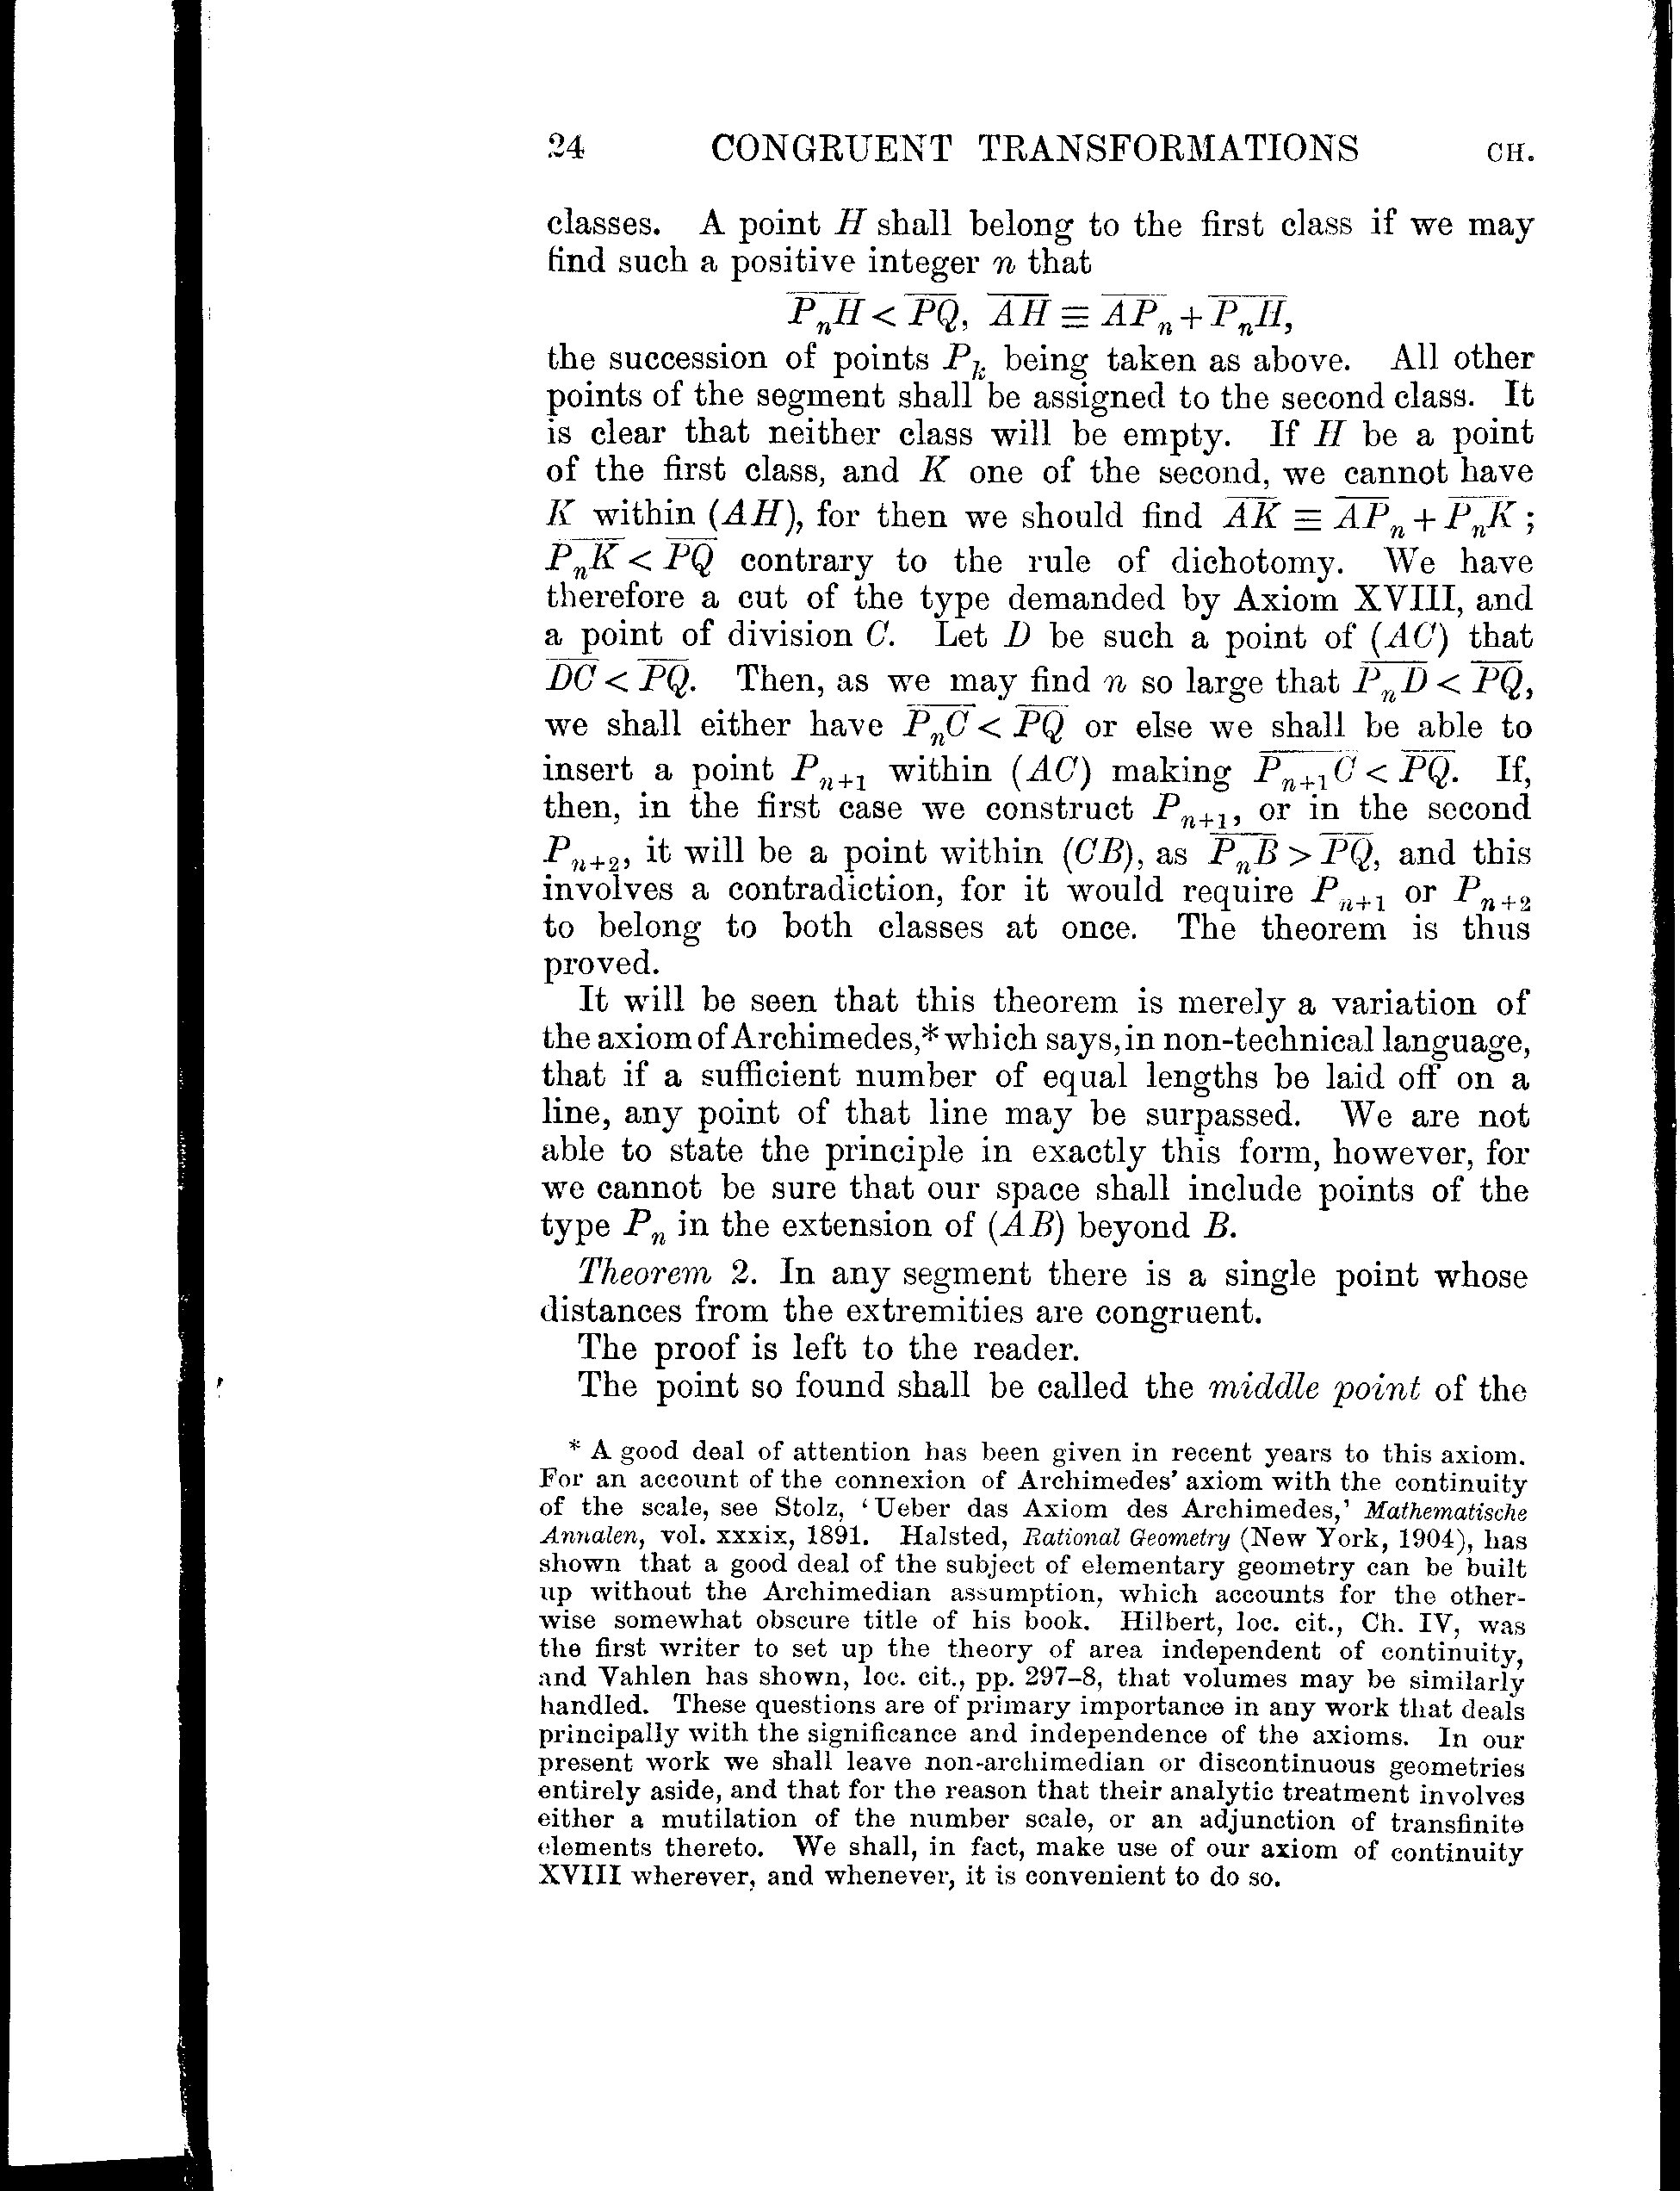 24 CONGRUENT TRANSFORMATIONS CH.
classes. A point H shall belong to the first class if we may
find such a positive integer n that
$\overline{P_nH} < \overline{PQ},\ \overline{AH} \equiv \overline{AP_n} + \overline{P_nH},$
the succession of points $P_k$ being taken as above. All other
points of the segment shall be assigned to the second class. It
is clear that neither class will be empty. If H be a point
of the first class, and K one of the second, we cannot have
K within (AH), for then we should find $\overline{AK} \equiv \overline{AP_n} + \overline{P_nK}$;
$\overline{P_nK} < \overline{PQ}$ contrary to the rule of dichotomy. We have
therefore a cut of the type demanded by Axiom XVIII, and
a point of division C. Let D be such a point of (AC) that
$\overline{DC} < \overline{PQ}$. Then, as we may find n so large that $\overline{P_nD} < \overline{PQ}$,
we shall either have $\overline{P_nC} < \overline{PQ}$ or else we shall be able to
insert a point $P_{n+1}$ within (AC) making $\overline{P_{n+1}C} < \overline{PQ}$. If,
then, in the first case we construct $P_{n+1}$, or in the second
$P_{n+2}$, it will be a point within (CB), as $\overline{P_nB} > \overline{PQ}$, and this
involves a contradiction, for it would require $P_{n+1}$ or $P_{n+2}$
to belong to both classes at once. The theorem is thus
proved.
It will be seen that this theorem is merely a variation of
the axiom of Archimedes,* which says, in non-technical language,
that if a sufficient number of equal lengths be laid off on a
line, any point of that line may be surpassed. We are not
able to state the principle in exactly this form, however, for
we cannot be sure that our space shall include points of the
type $P_n$ in the extension of (AB) beyond B.
Theorem 2. In any segment there is a single point whose
distances from the extremities are congruent.
The proof is left to the reader.
The point so found shall be called the middle point of the
* A good deal of attention has been given in recent years to this axiom.
For an account of the connexion of Archimedes' axiom with the continuity
of the scale, see Stolz, 'Ueber das Axiom des Archimedes,' Mathematische
Annalen, vol. xxxix, 1891. Halsted, Rational Geometry (New York, 1904), has
shown that a good deal of the subject of elementary geometry can be built
up without the Archimedian assumption, which accounts for the other-
wise somewhat obscure title of his book. Hilbert, loc. cit., Ch. IV, was
the first writer to set up the theory of area independent of continuity,
and Vahlen has shown, loc. cit., pp. 297-8, that volumes may be similarly
handled. These questions are of primary importance in any work that deals
principally with the significance and independence of the axioms. In our
present work we shall leave non-archimedian or discontinuous geometries
entirely aside, and that for the reason that their analytic treatment involves
either a mutilation of the number scale, or an adjunction of transfinite
elements thereto. We shall, in fact, make use of our axiom of continuity
XVIII wherever, and whenever, it is convenient to do so.